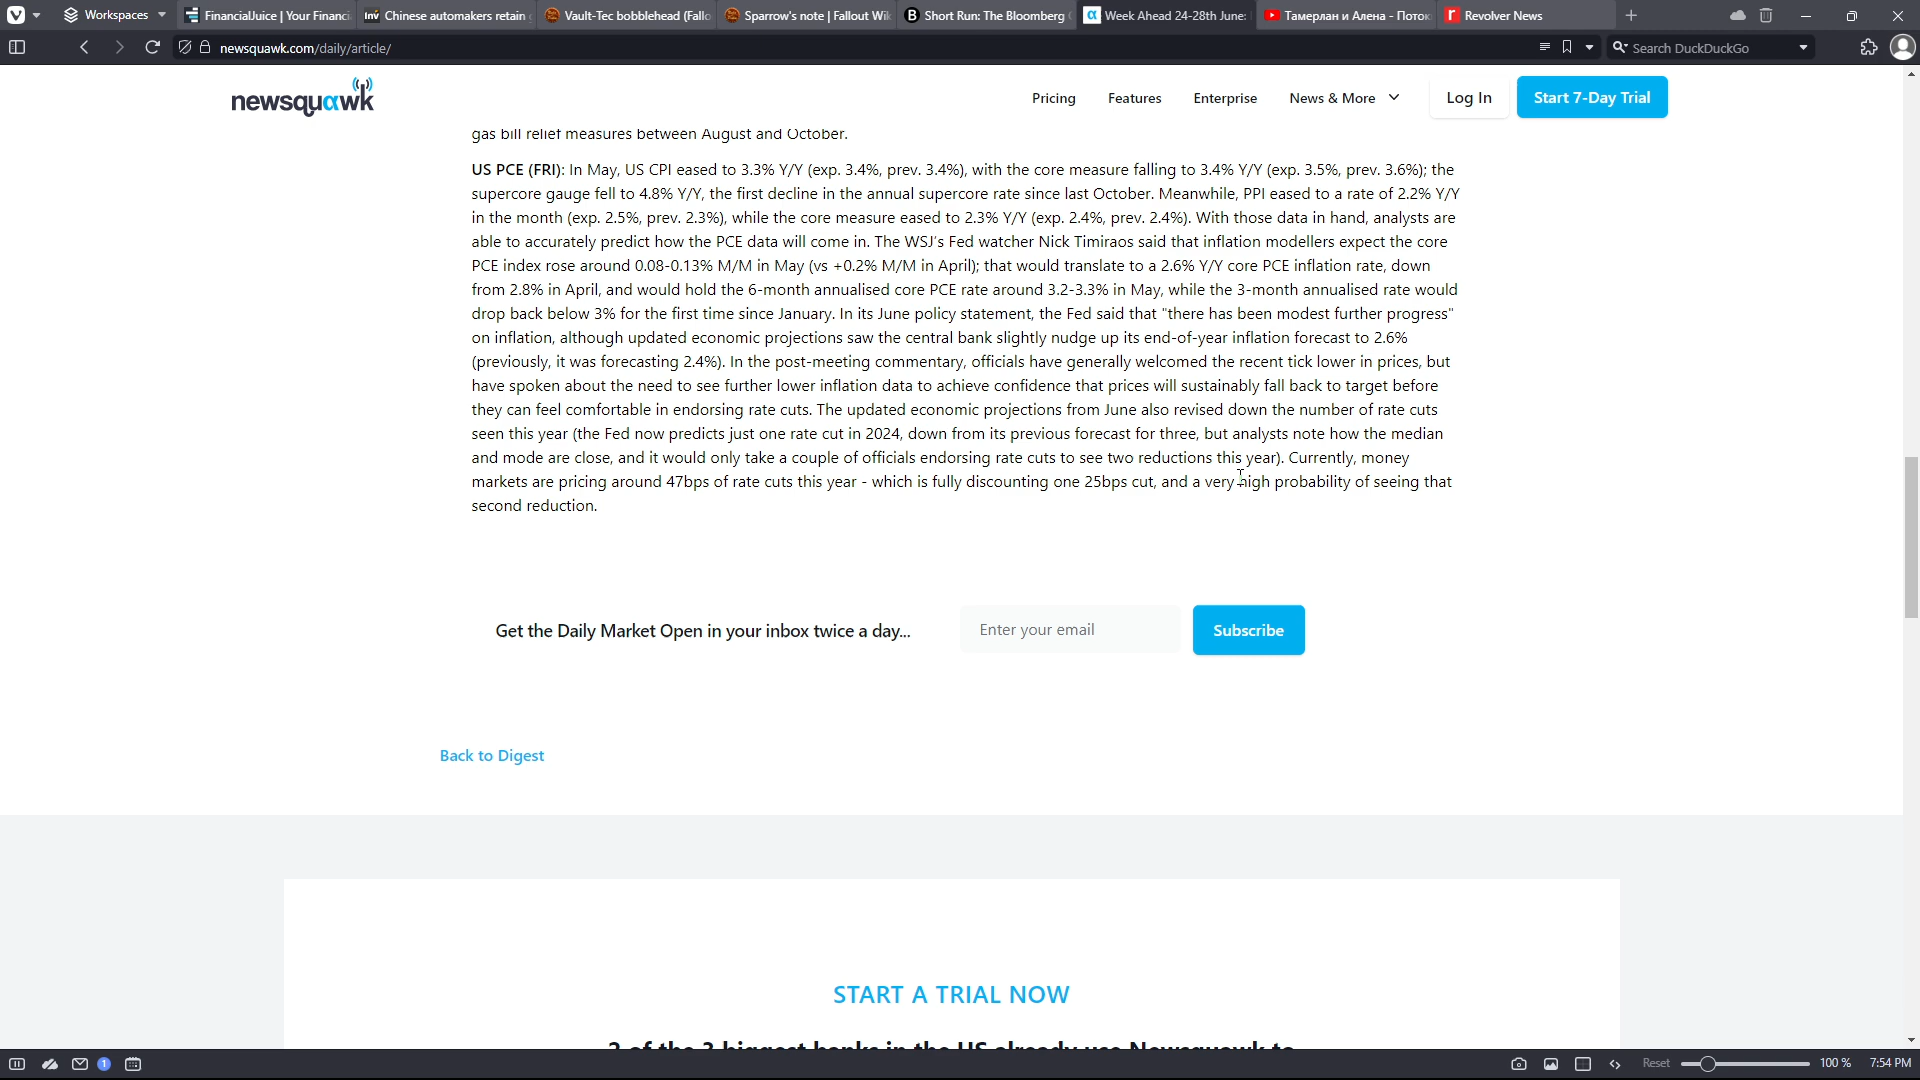 Workspaces
FinancialJuice | Your Financi
Chinese automakers retain
Vault-Tec bobblehead (Fallo
Sparrow's note | Fallout Wik
Short Run: The Bloomberg
Week Ahead 24-28th June:
Тамерлан и Алена - Поток
Revolver News
newsquawk.com/daily/article/
Search DuckDuckGo
newsquawk
Pricing
Features
Enterprise
News & More
Log In
Start 7-Day Trial
gas bill relief measures between August and October.
US PCE (FRI): In May, US CPI eased to 3.3% Y/Y (exp. 3.4%, prev. 3.4%), with the core measure falling to 3.4% Y/Y (exp. 3.5%, prev. 3.6%); the
supercore gauge fell to 4.8% Y/Y, the first decline in the annual supercore rate since last October. Meanwhile, PPI eased to a rate of 2.2% Y/Y
in the month (exp. 2.5%, prev. 2.3%), while the core measure eased to 2.3% Y/Y (exp. 2.4%, prev. 2.4%). With those data in hand, analysts are
able to accurately predict how the PCE data will come in. The WSJ's Fed watcher Nick Timiraos said that inflation modellers expect the core
PCE index rose around 0.08-0.13% M/M in May (vs +0.2% M/M in April); that would translate to a 2.6% Y/Y core PCE inflation rate, down
from 2.8% in April, and would hold the 6-month annualised core PCE rate around 3.2-3.3% in May, while the 3-month annualised rate would
drop back below 3% for the first time since January. In its June policy statement, the Fed said that "there has been modest further progress"
on inflation, although updated economic projections saw the central bank slightly nudge up its end-of-year inflation forecast to 2.6%
(previously, it was forecasting 2.4%). In the post-meeting commentary, officials have generally welcomed the recent tick lower in prices, but
have spoken about the need to see further lower inflation data to achieve confidence that prices will sustainably fall back to target before
they can feel comfortable in endorsing rate cuts. The updated economic projections from June also revised down the number of rate cuts
seen this year (the Fed now predicts just one rate cut in 2024, down from its previous forecast for three, but analysts note how the median
and mode are close, and it would only take a couple of officials endorsing rate cuts to see two reductions this year). Currently, money
markets are pricing around 47bps of rate cuts this year - which is fully discounting one 25bps cut, and a very high probability of seeing that
second reduction.
Get the Daily Market Open in your inbox twice a day...
Enter your email
Subscribe
Back to Digest
START A TRIAL NOW
2 of the 3 biggest banks in the US already use Newsquawk to
1
Reset
100 %
7:54 PM